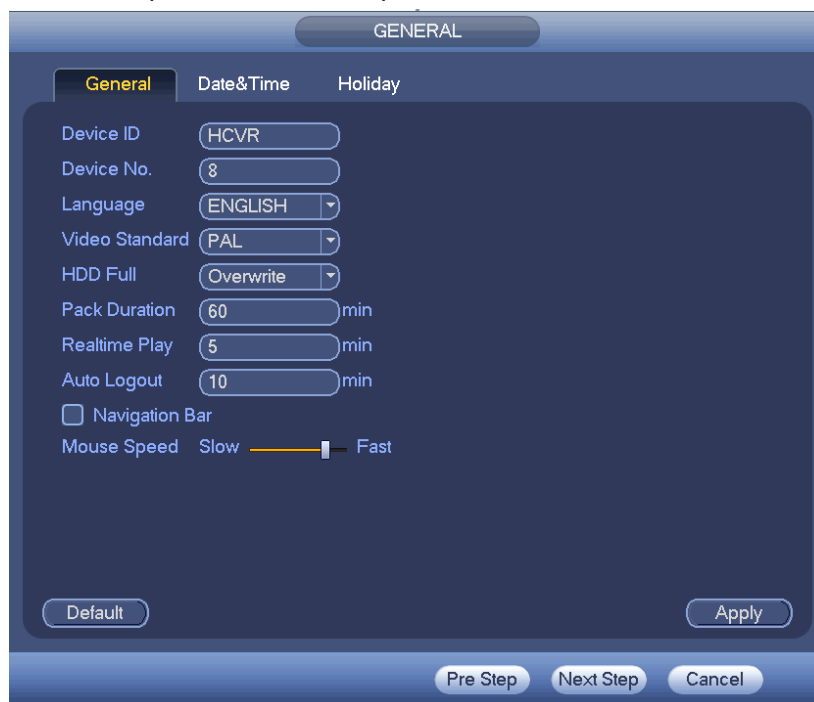 GENERAL
General Date&Time Holiday
Device ID HCVR
Device No. 8
Language ENGLISH
Video Standard PAL
HDD Full Overwrite
Pack Duration 60 min
Realtime Play 5 min
Auto Logout 10 min
Navigation Bar
Mouse Speed Slow Fast
Default Apply
Pre Step Next Step Cancel